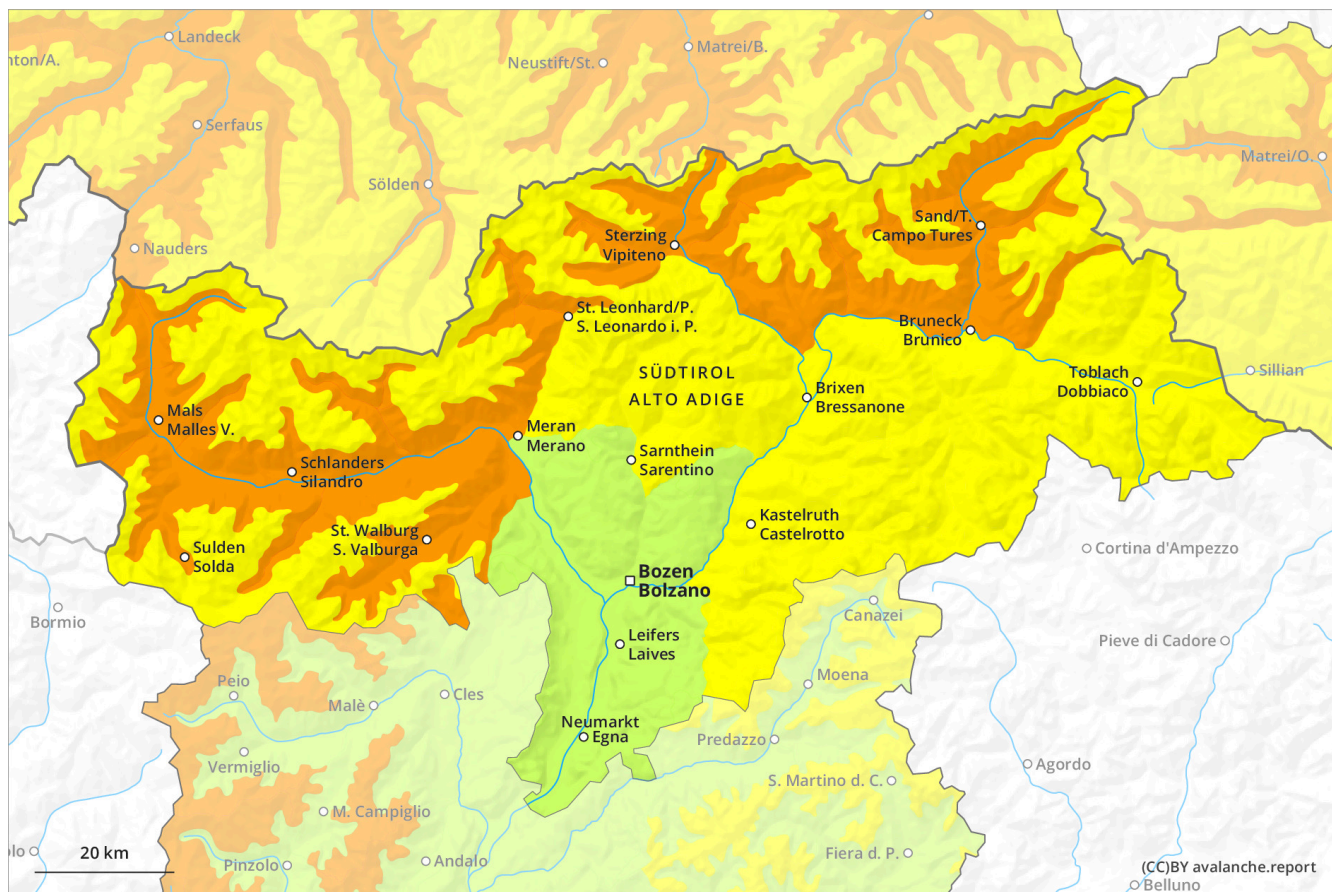 Landeck
Matrei/B.
nton/A.
Neustift/St.
Serfaus
Matrei/O.
Sölden
Sand/T.
Campo Tures
Sterzing
Vipiteno
Nauders
St. Leonhard/P.
S. Leonardo i. P.
Bruneck
Brunico
SÜDTIROL
ALTO ADIGE
Toblach
Dobbiaco
Sillian
Brixen
Bressanone
Mals
Malles V.
Meran
Merano
Sarnthein
Sarentino
Schlanders
Silandro
Kastelruth
Castelrotto
St. Walburg
S. Valburga
Sulden
Solda
Cortina d'Ampezzo
Bozen
Bolzano
Bormio
Canazei
Leifers
Laives
Pieve di Cadore
Moena
Peio
Malè
Cles
Neumarkt
Egna
Predazzo
Vermiglio
Agordo
S. Martino d. C.
M. Campiglio
olo
20 km
Pinzolo
Andalo
Fiera d. P.
(CC)BY avalanche.report
Belluno